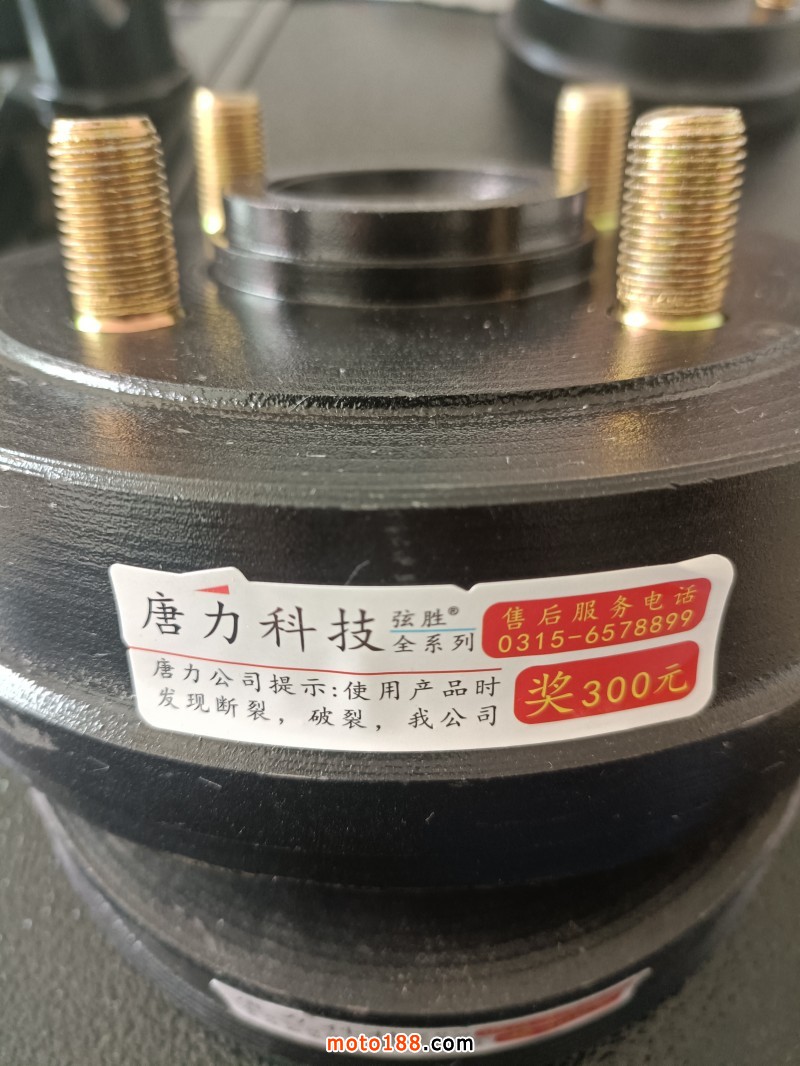 唐力科技 弦胜® 全系列
售后服务电话
0315-6578899
唐力公司提示:使用产品时
发现断裂，破裂，我公司
奖300元
moto188.com